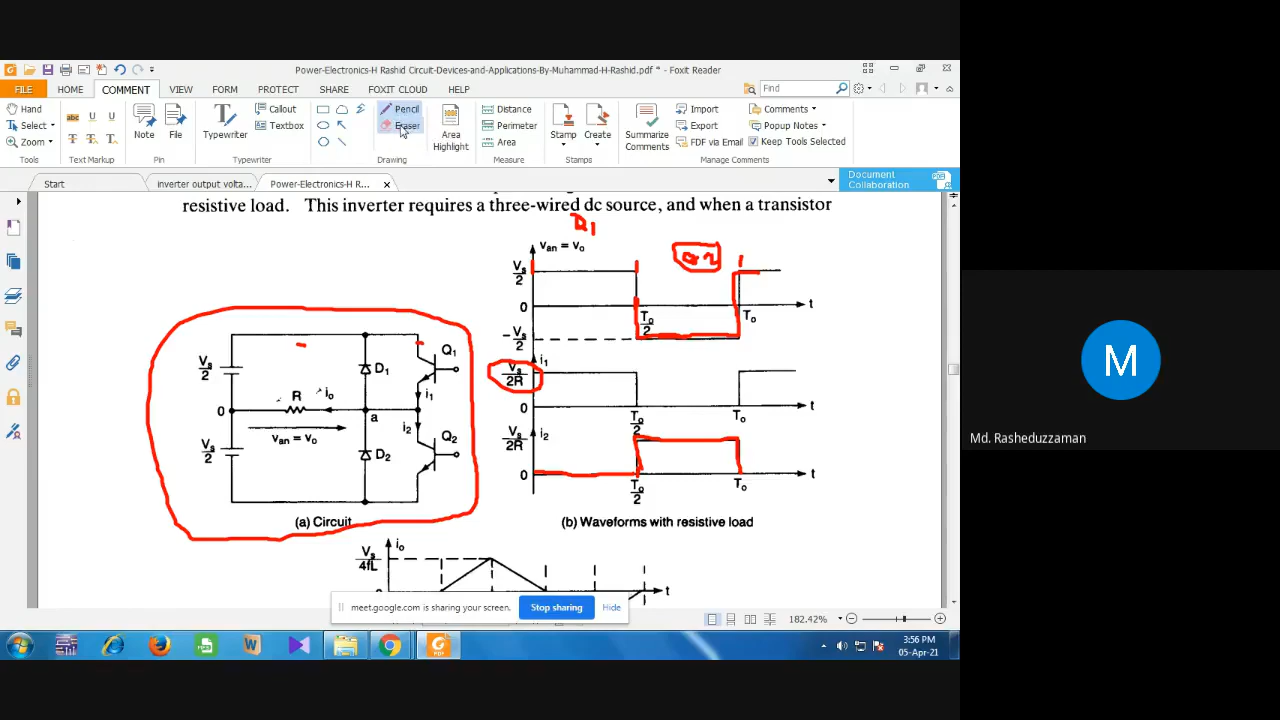 Power-Electronics-H Rashid Circuit-Devices-and-Applications-By-Muhammad-H-Rashid.pdf * - Foxit Reader
FILE HOME COMMENT VIEW FORM PROTECT SHARE FOXIT CLOUD HELP
Find
Hand
Select
Zoom
Tools
abc U U
T T T
Text Markup
Note
File
Pin
Typewriter
Callout
Textbox
Typewriter
Pencil
Eraser
Drawing
Area
Highlight
Distance
Perimeter
Area
Measure
Stamp
Create
Stamps
Summarize
Comments
Import
Export
FDF via Email
Comments
Popup Notes
Keep Tools Selected
Manage Comments
Start
inverter output volta...
Power-Electronics-H R...
Document
Collaboration
resistive load. This inverter requires a three-wired dc source, and when a transistor
Vs/2
0
Vs/2
R
io
van = vo
a
D1
D2
Q1
i1
i2
Q2
(a) Circuit
van = vo
Vs/2
0
-Vs/2
To/2
To
t
i1
Vs/2R
0
To/2
To
t
i2
Vs/2R
0
To/2
To
t
(b) Waveforms with resistive load
Vs/4fL
io
t
meet.google.com is sharing your screen.
Stop sharing
Hide
182.42%
3:56 PM
05-Apr-21
M
Md. Rasheduzzaman